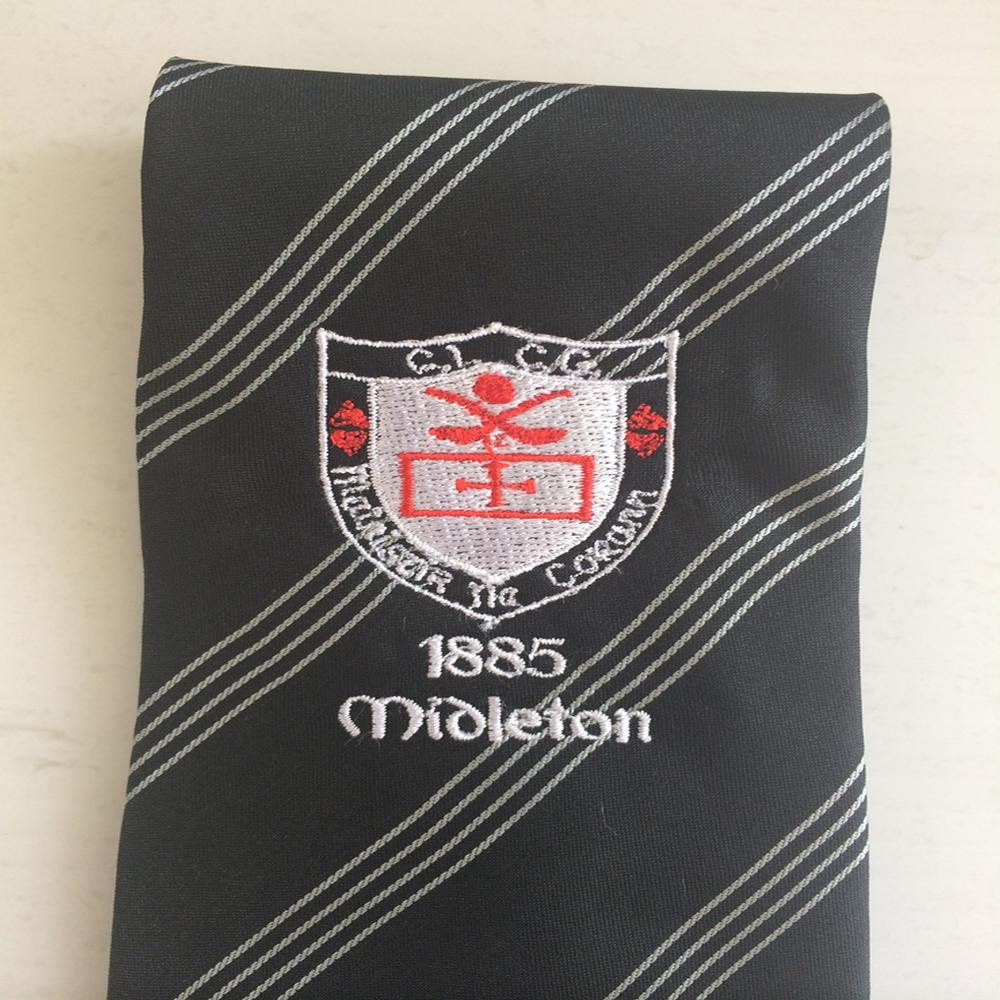 C.L. C.G.
Mainistir na Corann
1885
Midleton